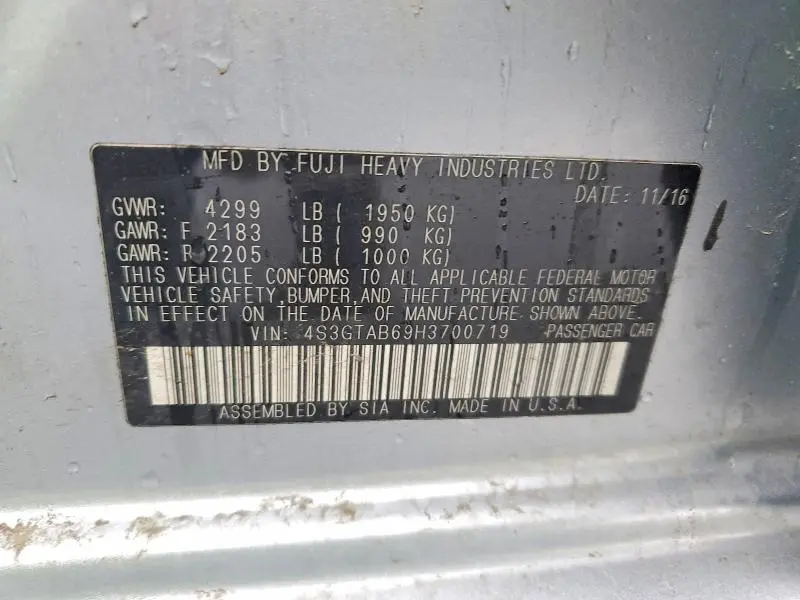 MFD BY FUJI HEAVY INDUSTRIES LTD.
DATE: 11/16
GVWR: 4299 LB ( 1950 KG)
GAWR: F 2183 LB ( 990 KG)
GAWR: R 2205 LB ( 1000 KG)
THIS VEHICLE CONFORMS TO ALL APPLICABLE FEDERAL MOTOR
VEHICLE SAFETY, BUMPER, AND THEFT PREVENTION STANDARDS
IN EFFECT ON THE DATE OF MANUFACTURE SHOWN ABOVE.
VIN: 4S3GTAB69H3700719 PASSENGER CAR
ASSEMBLED BY SIA INC. MADE IN U.S.A.